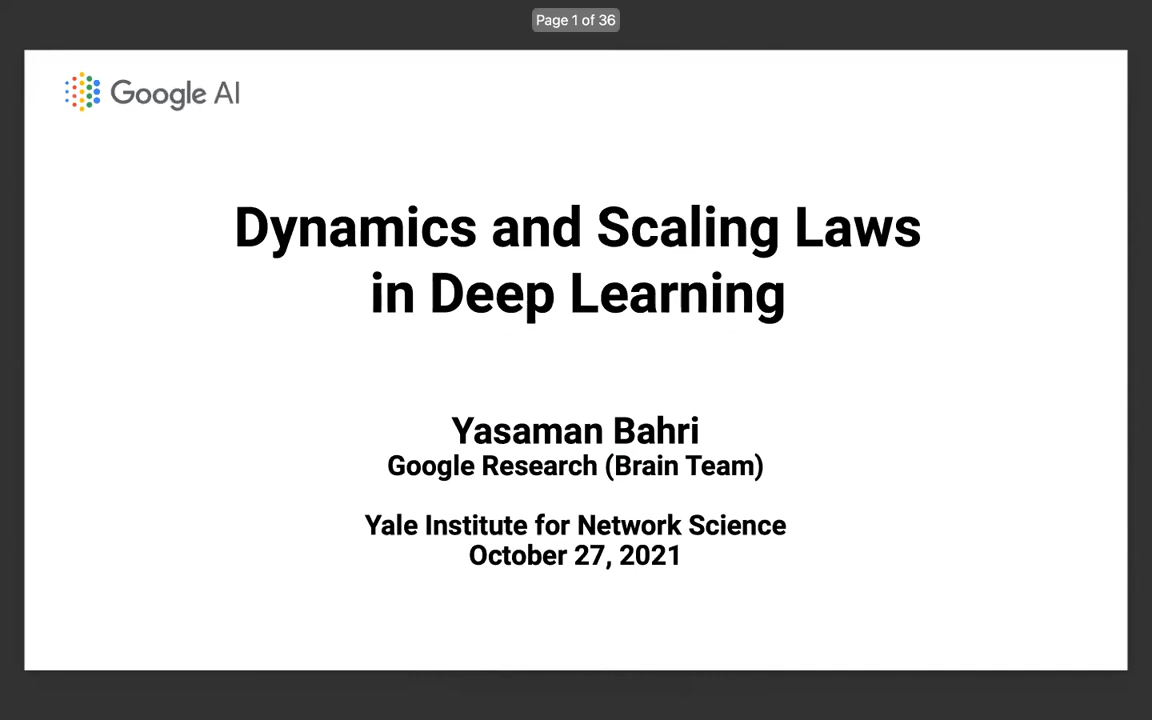 Page 1 of 36
Google AI
Dynamics and Scaling Laws
in Deep Learning
Yasaman Bahri
Google Research (Brain Team)
Yale Institute for Network Science
October 27, 2021